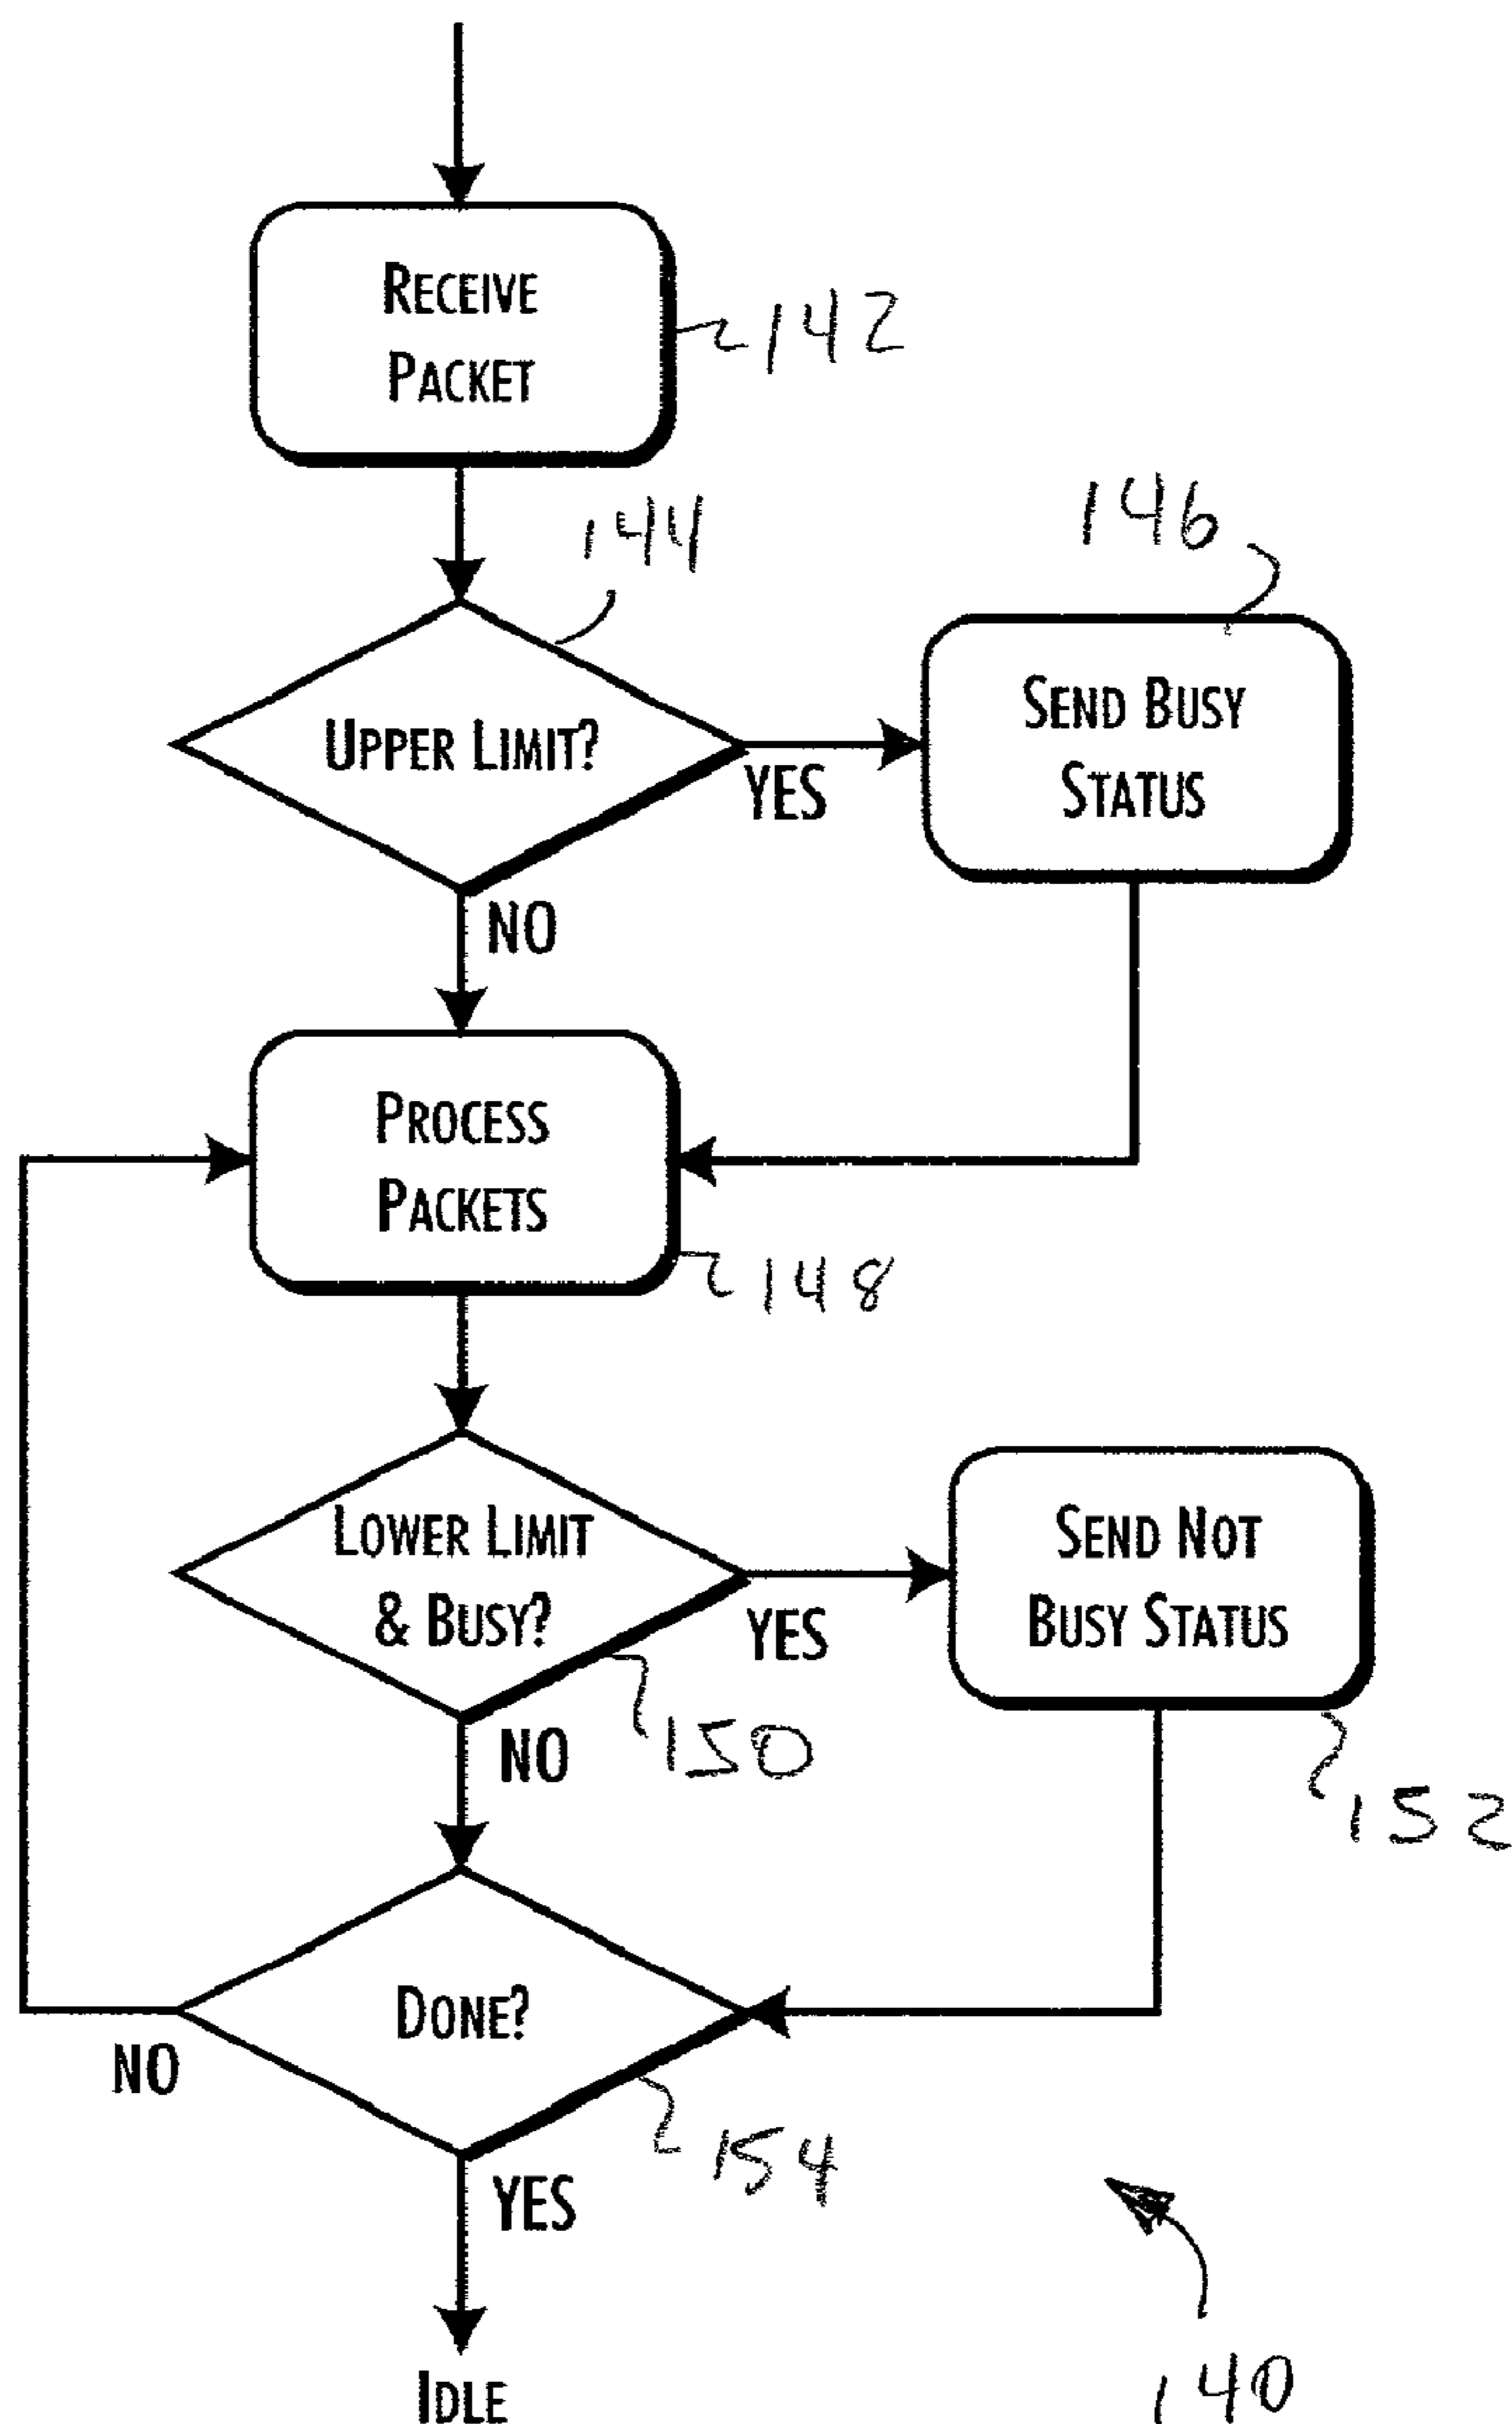 RECEIVE
PACKET
142
144
146
UPPER LIMIT?
YES
SEND BUSY
STATUS
NO
PROCESS
PACKETS
148
LOWER LIMIT
& BUSY?
YES
SEND NOT
BUSY STATUS
NO
150
152
DONE?
NO
154
YES
IDLE
140